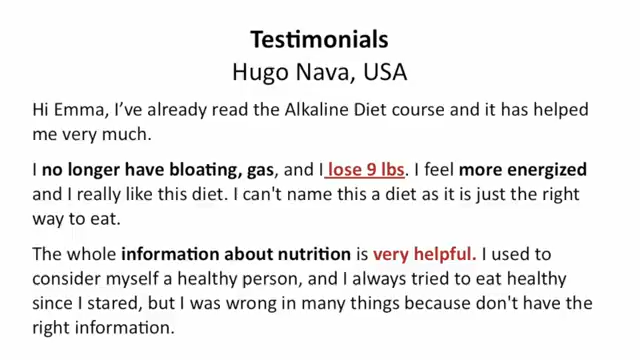 Testimonials
Hugo Nava, USA
Hi Emma, I’ve already read the Alkaline Diet course and it has helped
me very much.
I no longer have bloating, gas, and I lose 9 lbs. I feel more energized
and I really like this diet. I can't name this a diet as it is just the right
way to eat.
The whole information about nutrition is very helpful. I used to
consider myself a healthy person, and I always tried to eat healthy
since I stared, but I was wrong in many things because don't have the
right information.